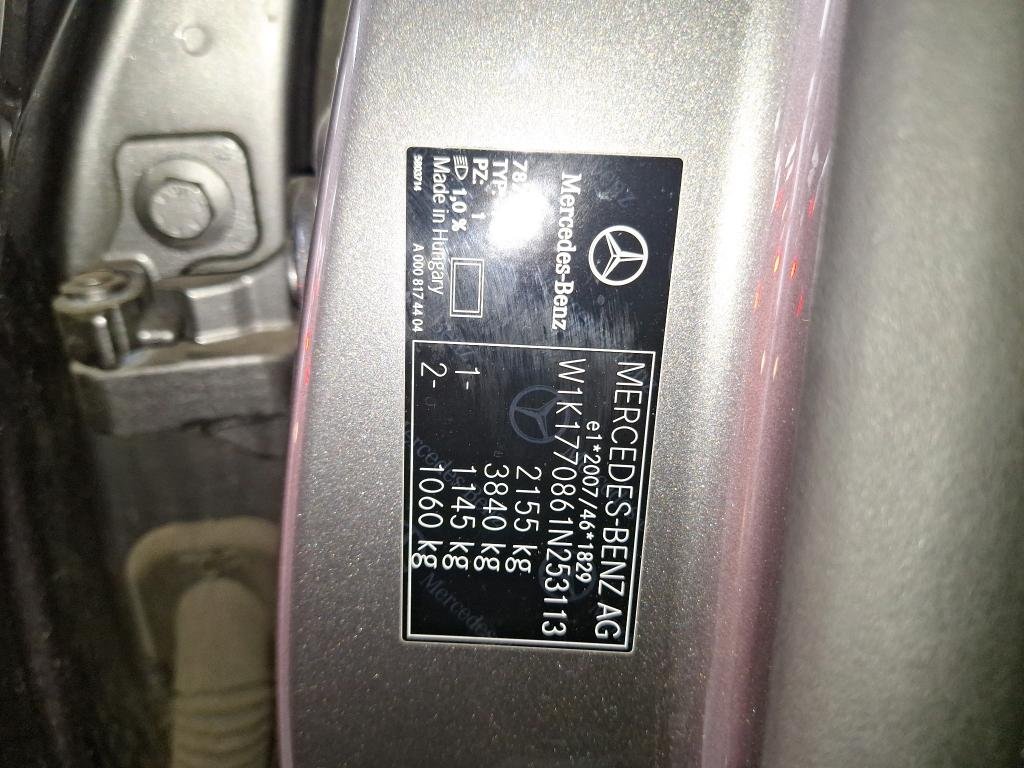 Mercedes-Benz
TYP:
PZ: 1
1,0 %
Made in Hungary
A 000 817 44 04
MERCEDES-BENZ AG
e1*2007/46*1829
W1K1770861N253113
2155 kg
3840 kg
1- 1145 kg
2- 1060 kg